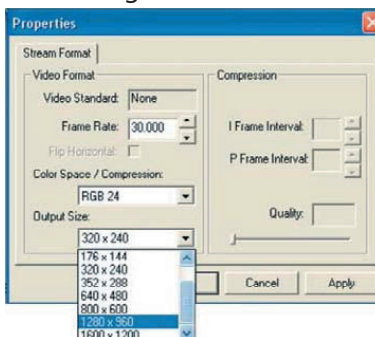 Properties
Stream Format
Video Format
Video Standard: None
Frame Rate: 30.000
Flip Horizontal:
Color Space / Compression:
RGB 24
Output Size:
320 x 240
176 x 144
320 x 240
352 x 288
640 x 480
800 x 600
1280 x 960
1600 x 1200
Compression
I Frame Interval:
P Frame Interval:
Quality:
Cancel
Apply